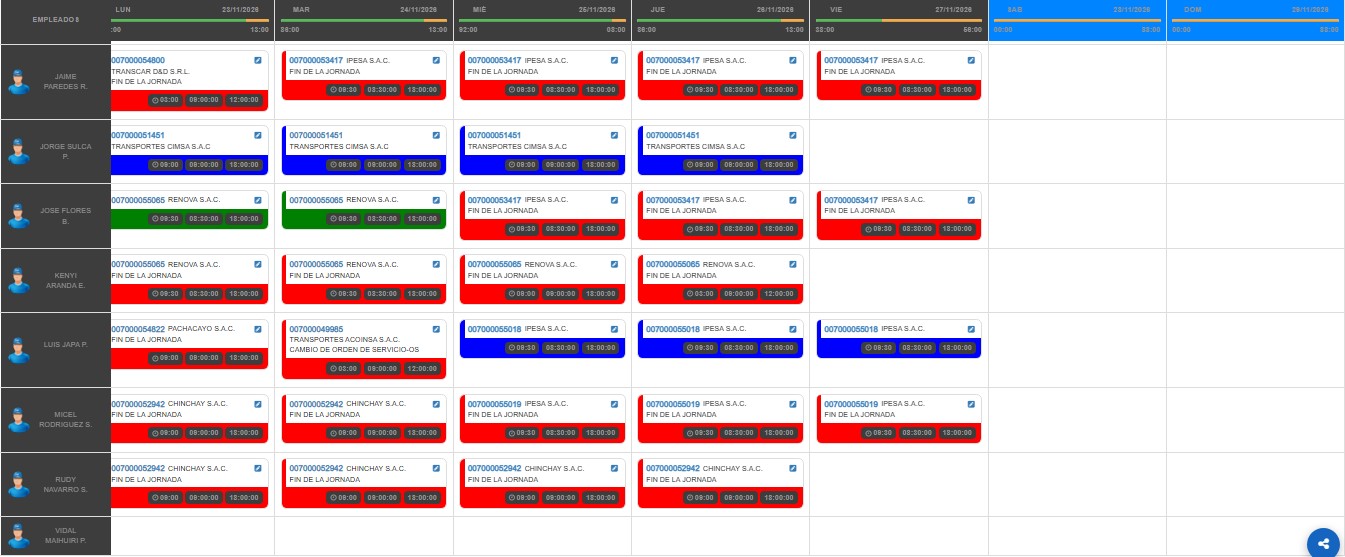 EMPLEADO 8
LUN 23/11/2026
:00 13:00
MAR 24/11/2026
86:00 13:00
MIÉ 25/11/2026
92:00 08:00
JUE 26/11/2026
86:00 13:00
VIE 27/11/2026
33:00 56:00
SAB 28/11/2026
00:00 88:00
DOM 29/11/2026
00:00 88:00
JAIME
PAREDES R.
007000054800
TRANSCAR D&D S.R.L.
FIN DE LA JORNADA
03:00 09:00:00 12:00:00
007000053417 IPESA S.A.C.
FIN DE LA JORNADA
09:30 08:30:00 18:00:00
007000053417 IPESA S.A.C.
FIN DE LA JORNADA
09:30 08:30:00 18:00:00
007000053417 IPESA S.A.C.
FIN DE LA JORNADA
09:30 08:30:00 18:00:00
007000053417 IPESA S.A.C.
FIN DE LA JORNADA
09:30 08:30:00 18:00:00
JORGE SULCA
P.
007000051451
TRANSPORTES CIMSA S.A.C
09:00 09:00:00 18:00:00
007000051451
TRANSPORTES CIMSA S.A.C
09:00 09:00:00 18:00:00
007000051451
TRANSPORTES CIMSA S.A.C
09:00 09:00:00 18:00:00
007000051451
TRANSPORTES CIMSA S.A.C
09:00 09:00:00 18:00:00
JOSE FLORES
B.
007000055065 RENOVA S.A.C.
09:30 08:30:00 18:00:00
007000055065 RENOVA S.A.C.
09:30 08:30:00 18:00:00
007000053417 IPESA S.A.C.
FIN DE LA JORNADA
09:30 08:30:00 18:00:00
007000053417 IPESA S.A.C.
FIN DE LA JORNADA
09:30 08:30:00 18:00:00
007000053417 IPESA S.A.C.
FIN DE LA JORNADA
09:30 08:30:00 18:00:00
KENYI
ARANDA E.
007000055065 RENOVA S.A.C.
FIN DE LA JORNADA
09:30 08:30:00 18:00:00
007000055065 RENOVA S.A.C.
FIN DE LA JORNADA
09:30 08:30:00 18:00:00
007000055065 RENOVA S.A.C.
FIN DE LA JORNADA
09:00 09:00:00 18:00:00
007000055065 RENOVA S.A.C.
FIN DE LA JORNADA
03:00 09:00:00 12:00:00
LUIS JAPA P.
007000054822 PACHACAYO S.A.C.
FIN DE LA JORNADA
09:00 09:00:00 18:00:00
007000049985
TRANSPORTES ACOINSA S.A.C.
CAMBIO DE ORDEN DE SERVICIO-OS
03:00 09:00:00 12:00:00
007000055018 IPESA S.A.C.
09:30 08:30:00 18:00:00
007000055018 IPESA S.A.C.
09:30 08:30:00 18:00:00
007000055018 IPESA S.A.C.
09:30 08:30:00 18:00:00
MICEL
RODRIGUEZ S.
007000052942 CHINCHAY S.A.C.
FIN DE LA JORNADA
09:00 09:00:00 18:00:00
007000052942 CHINCHAY S.A.C.
FIN DE LA JORNADA
09:00 09:00:00 18:00:00
007000055019 IPESA S.A.C.
FIN DE LA JORNADA
09:30 08:30:00 18:00:00
007000055019 IPESA S.A.C.
FIN DE LA JORNADA
09:30 08:30:00 18:00:00
007000055019 IPESA S.A.C.
FIN DE LA JORNADA
09:30 08:30:00 18:00:00
RUDY
NAVARRO S.
007000052942 CHINCHAY S.A.C.
FIN DE LA JORNADA
09:00 09:00:00 18:00:00
007000052942 CHINCHAY S.A.C.
FIN DE LA JORNADA
09:00 09:00:00 18:00:00
007000052942 CHINCHAY S.A.C.
FIN DE LA JORNADA
09:00 09:00:00 18:00:00
007000052942 CHINCHAY S.A.C.
FIN DE LA JORNADA
09:00 09:00:00 18:00:00
VIDAL
MAIHUIRI P.